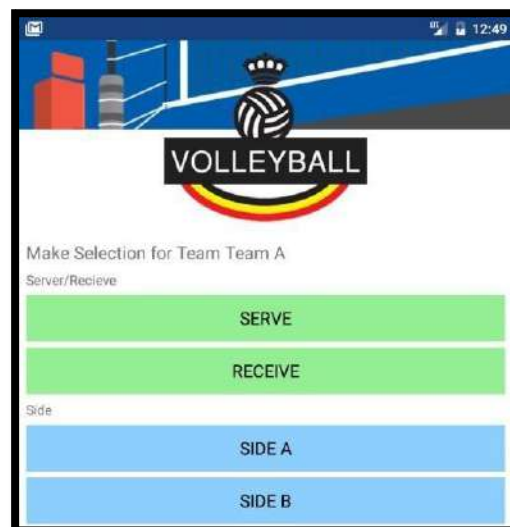 12:49
VOLLEYBALL
Make Selection for Team Team A
Server/Recieve
SERVE
RECEIVE
Side
SIDE A
SIDE B